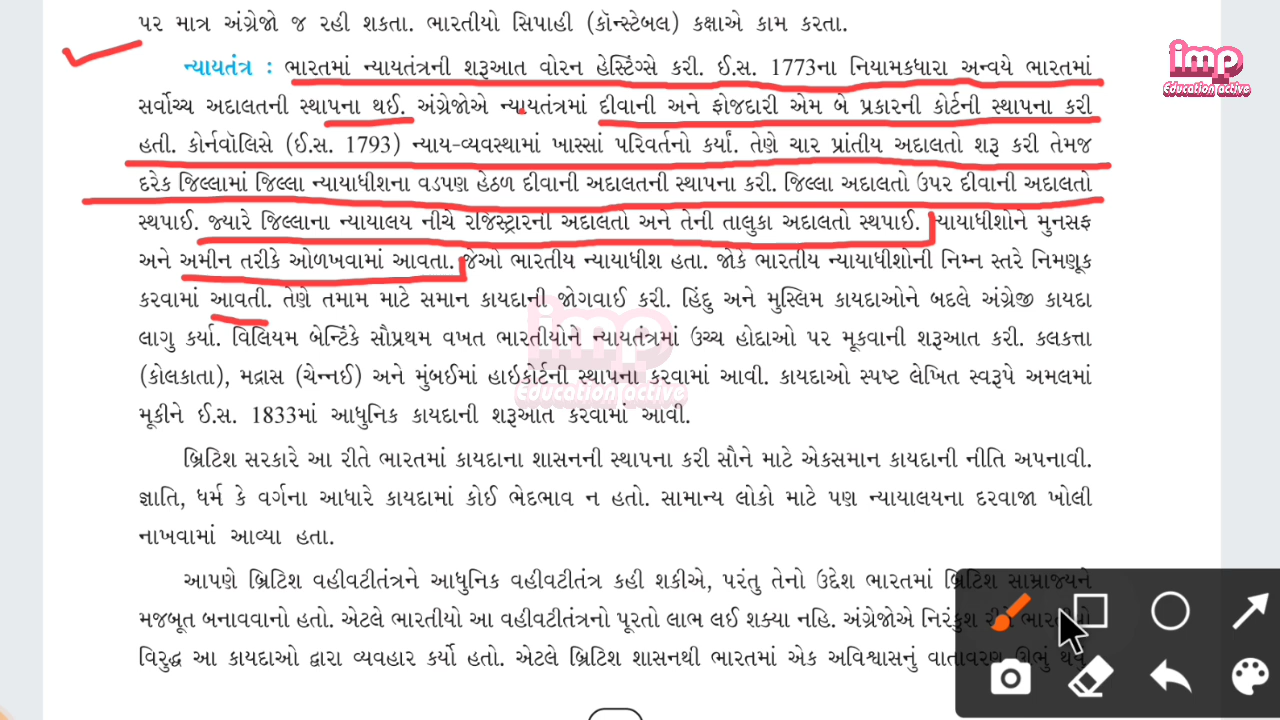 પર માત્ર અંગ્રેજો જ રહી શકતા. ભારતીયો સિપાહી (કૉન્સ્ટેબલ) કક્ષાએ કામ કરતા.
ન્યાયતંત્ર : ભારતમાં ન્યાયતંત્રની શરૂઆત વોરન હેસ્ટિંગ્સે કરી. ઈ.સ. 1773ના નિયામકધારા અન્વયે ભારતમાં
imp
Education active
સર્વોચ્ચ અદાલતની સ્થાપના થઈ. અંગ્રેજોએ ન્યાયતંત્રમાં દીવાની અને ફોજદારી એમ બે પ્રકારની કોર્ટની સ્થાપના કરી
હતી. કોર્નવૉલિસે (ઈ.સ. 1793) ન્યાય-વ્યવસ્થામાં ખાસ્સાં પરિવર્તનો કર્યાં. તેણે ચાર પ્રાંતીય અદાલતો શરૂ કરી તેમજ
દરેક જિલ્લામાં જિલ્લા ન્યાયાધીશના વડપણ હેઠળ દીવાની અદાલતની સ્થાપના કરી. જિલ્લા અદાલતો ઉપર દીવાની અદાલતો
સ્થપાઈ. જ્યારે જિલ્લાના ન્યાયાલય નીચે રજિસ્ટ્રારની અદાલતો અને તેની તાલુકા અદાલતો સ્થપાઈ. ન્યાયાધીશોને મુનસફ
અને અમીન તરીકે ઓળખવામાં આવતા. જેઓ ભારતીય ન્યાયાધીશ હતા. જોકે ભારતીય ન્યાયાધીશોની નિમ્ન સ્તરે નિમણૂક
કરવામાં આવતી. તેણે તમામ માટે સમાન કાયદાની જોગવાઈ કરી. હિંદુ અને મુસ્લિમ કાયદાઓને બદલે અંગ્રેજી કાયદા
લાગુ કર્યા. વિલિયમ બેન્ટિંકે સૌપ્રથમ વખત ભારતીયોને ન્યાયતંત્રમાં ઉચ્ચ હોદાઓ પર મૂકવાની શરૂઆત કરી. કલકત્તા
imp
(કોલકાતા), મદ્રાસ (ચેન્નઈ) અને મુંબઈમાં હાઇકોર્ટની સ્થાપના કરવામાં આવી. કાયદાઓ સ્પષ્ટ લેખિત સ્વરૂપે અમલમાં
Education active
મૂકીને ઈ.સ. 1833માં આધુનિક કાયદાની શરૂઆત કરવામાં આવી.
બ્રિટિશ સરકારે આ રીતે ભારતમાં કાયદાના શાસનની સ્થાપના કરી સૌને માટે એકસમાન કાયદાની નીતિ અપનાવી.
જ્ઞાતિ, ધર્મ કે વર્ગના આધારે કાયદામાં કોઈ ભેદભાવ ન હતો. સામાન્ય લોકો માટે પણ ન્યાયાલયના દરવાજા ખોલી
નાખવામાં આવ્યા હતા.
આપણે બ્રિટિશ વહીવટીતંત્રને આધુનિક વહીવટીતંત્ર કહી શકીએ, પરંતુ તેનો ઉદ્દેશ ભારતમાં બ્રિટિશ સામ્રાજ્યને
મજબૂત બનાવવાનો હતો. એટલે ભારતીયો આ વહીવટીતંત્રનો પૂરતો લાભ લઈ શક્યા નહિ. અંગ્રેજોએ નિરંકુશ રીતે ભારતીયો
વિરુદ્ધ આ કાયદાઓ દ્વારા વ્યવહાર કર્યો હતો. એટલે બ્રિટિશ શાસનથી ભારતમાં એક અવિશ્વાસનું વાતાવરણ ઊભું થયું